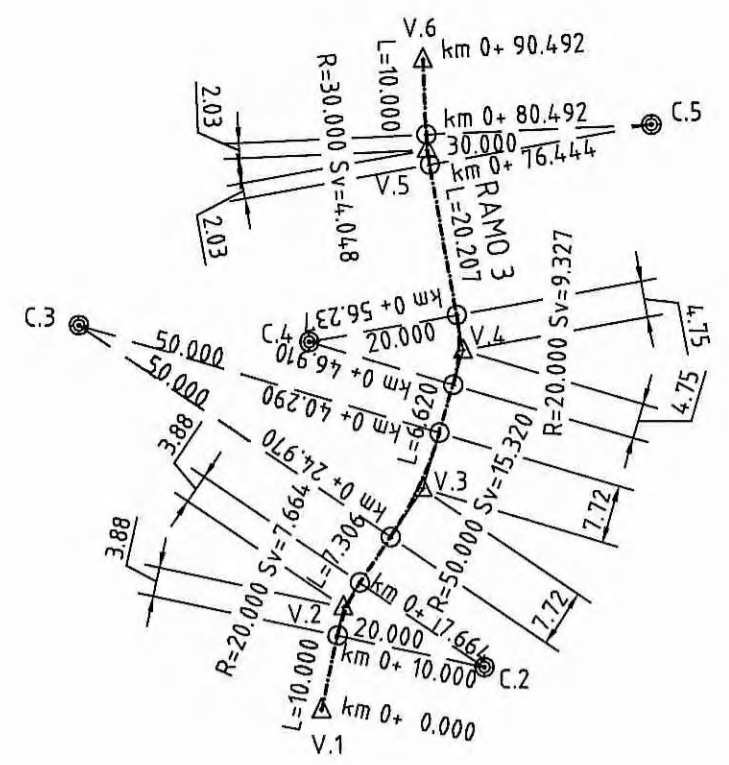 V.6
km 0+ 90.492
L=10.000
R=30.000 Sv=4.048
2.03
km 0+ 80.492
C.5
30.000
km 0+ 76.444
V.5
2.03
RAMO 3
L=20.207
C.3
km 0+ 56.237
R=20.000 Sv=9.327
4.75
C.4
20.000
V.4
50.000
km 0+ 46.910
4.75
50.000
km 0+ 40.290
L=6.620
3.88
km 0+ 24.970
V.3
R=50.000 Sv=15.320
7.72
3.88
R=20.000 Sv=7.664
L=7.306
7.72
km 0+ 17.664
V.2
20.000
km 0+ 10.000
C.2
L=10.000
km 0+ 0.000
V.1